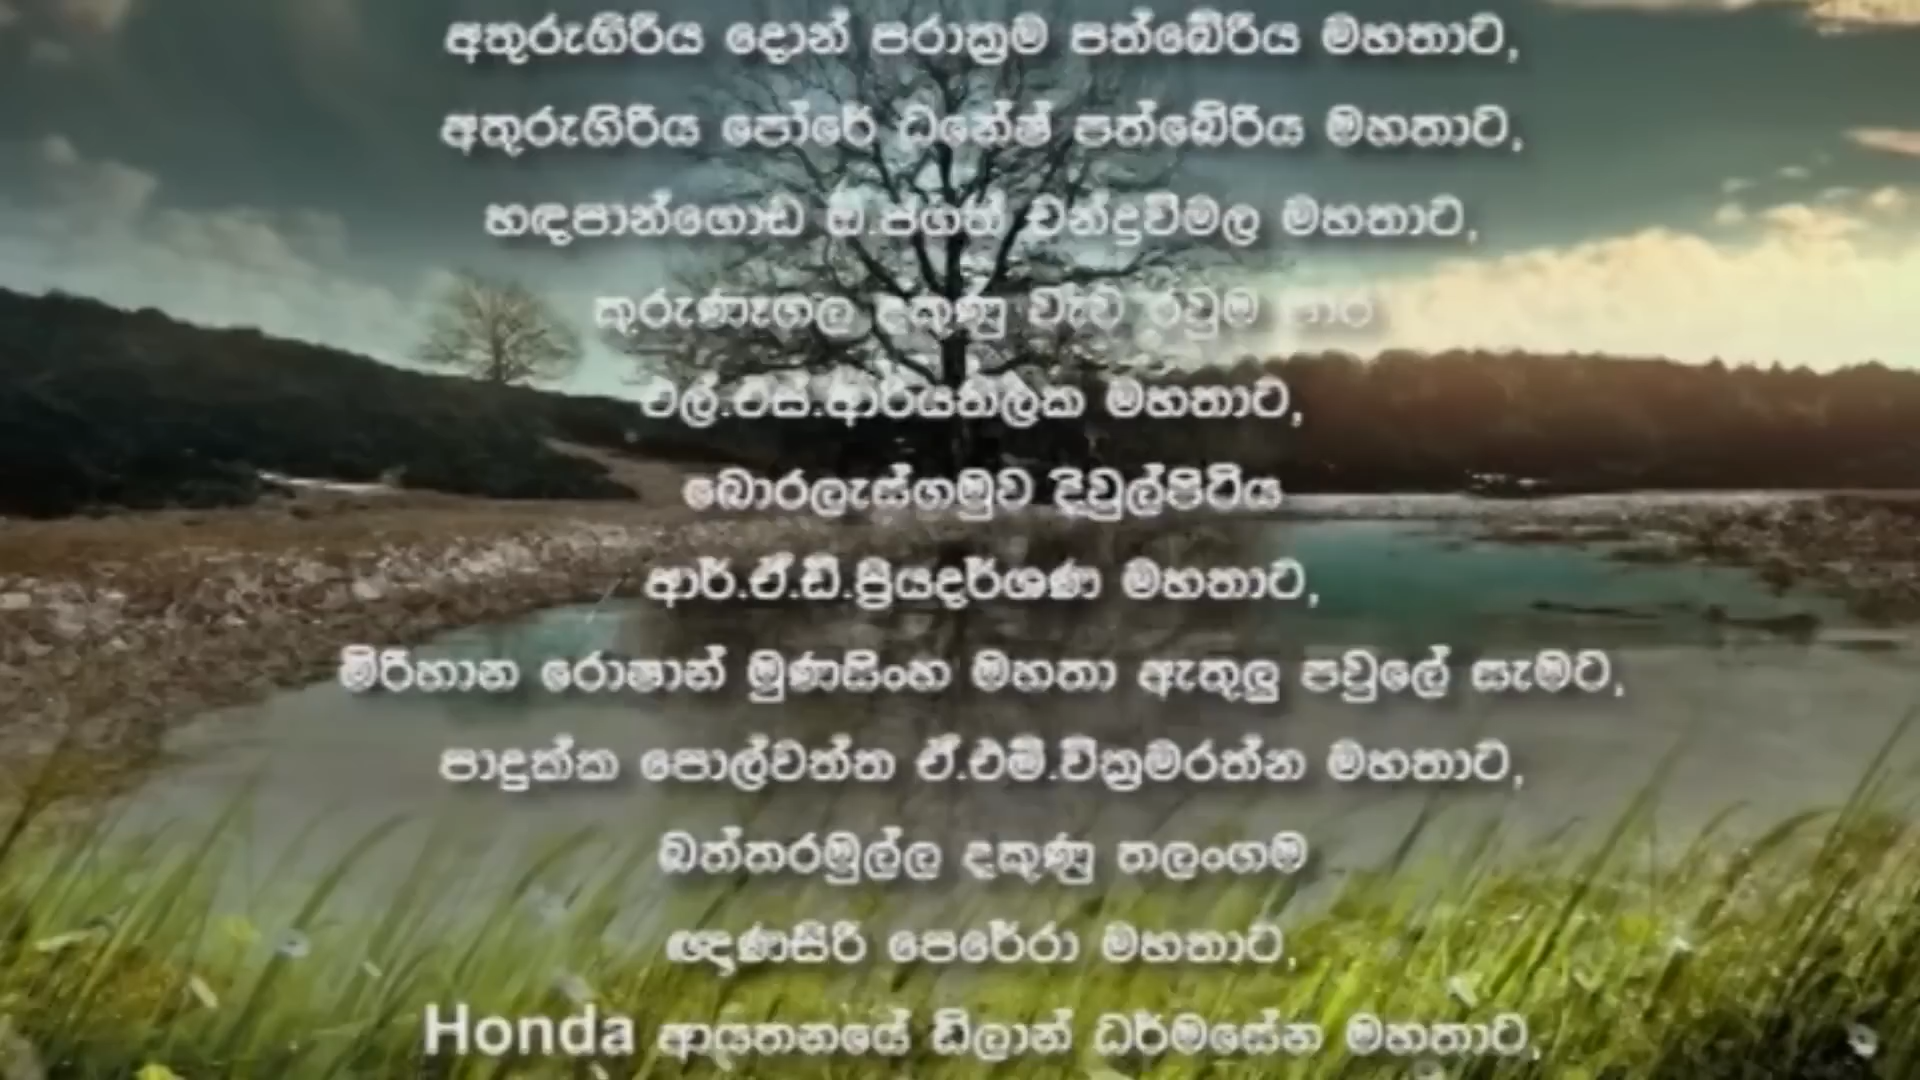 අතුරුගිරිය දොන් පරාක්‍රම පත්බේරිය මහතාට,
අතුරුගිරිය පෝරේ ධනේෂ් පත්බේරිය මහතාට,
හඳපාන්ගොඩ ඩී.ජගත් චන්ද්‍රවිමල මහතාට,
කුරුණෑගල දකුණු වැව රවුම පාර
එල්.එස්.ආරියතිලක මහතාට,
බොරලැස්ගමුව දිවුල්පිටිය
ආර්.ඒ.ඩී.ප්‍රියදර්ශණ මහතාට,
මිරිහාන රොෂාන් මුණසිංහ මහතා ඇතුලු පවුලේ සැමට,
පාදුක්ක පොල්වත්ත ඒ.එම්.වික්‍රමරත්න මහතාට,
බත්තරමුල්ල දකුණු තලංගම
ඥාණසිරි පෙරේරා මහතාට,
Honda ආයතනයේ ඩිලාන් ධර්මසේන මහතාට,